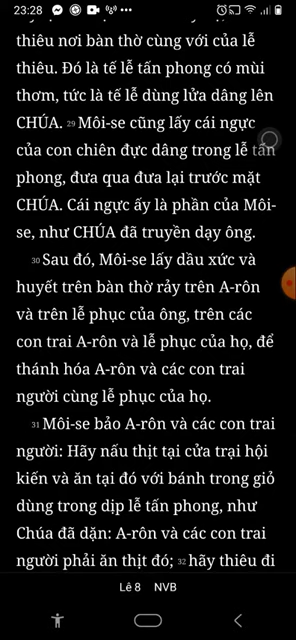 23:28
thiêu nơi bàn thờ cùng với của lễ
thiêu. Đó là tế lễ tấn phong có mùi
thơm, tức là tế lễ dùng lửa dâng lên
CHÚA. 29 Môi-se cũng lấy cái ngực
của con chiên đực dâng trong lễ tấn
phong, đưa qua đưa lại trước mặt
CHÚA. Cái ngực ấy là phần của Môi-
se, như CHÚA đã truyền dạy ông.
30 Sau đó, Môi-se lấy dầu xức và
huyết trên bàn thờ rảy trên A-rôn
và trên lễ phục của ông, trên các
con trai A-rôn và lễ phục của họ, để
thánh hóa A-rôn và các con trai
người cùng lễ phục của họ.
31 Môi-se bảo A-rôn và các con trai
người: Hãy nấu thịt tại cửa trại hội
kiến và ăn tại đó với bánh trong giỏ
dùng trong dịp lễ tấn phong, như
Chúa đã dặn: A-rôn và các con trai
người phải ăn thịt đó; 32 hãy thiêu đi
Lê 8 NVB